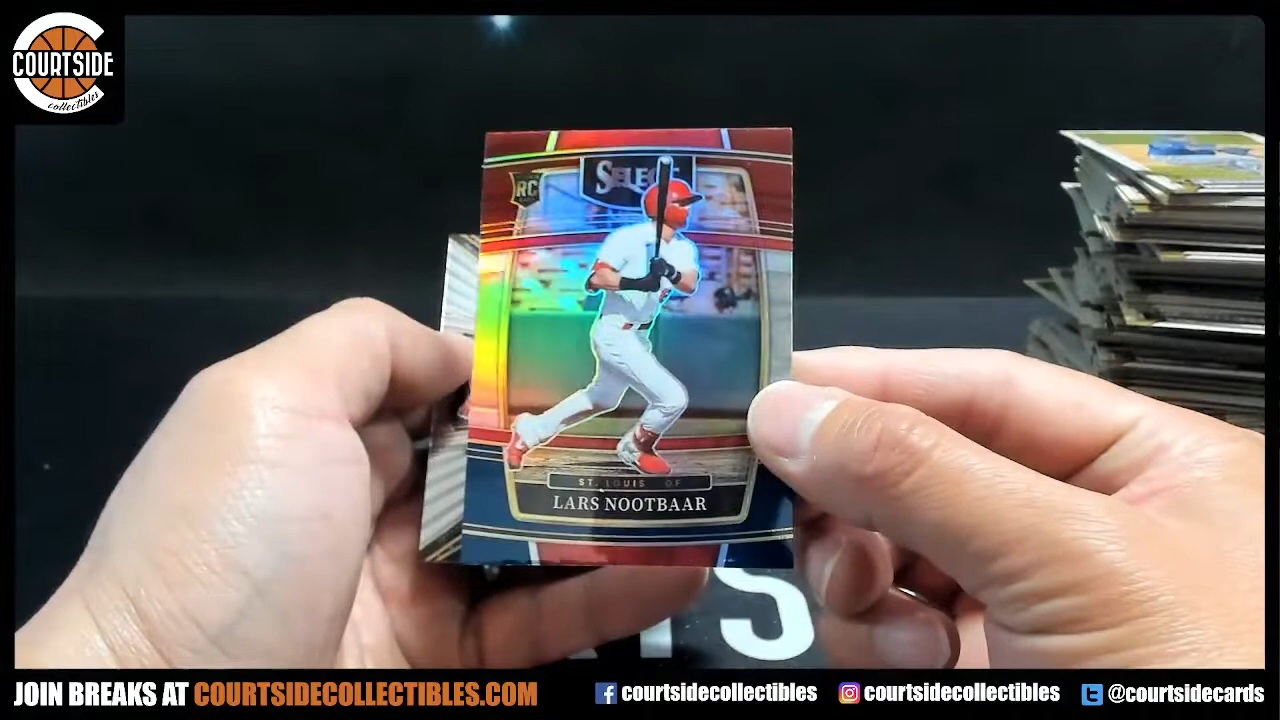 COURTSIDE
collectibles
SELECT
RC
ST. LOUIS OF
LARS NOOTBAAR
JOIN BREAKS AT COURTSIDECOLLECTIBLES.COM
courtsidecollectibles
courtsidecollectibles
@courtsidecards